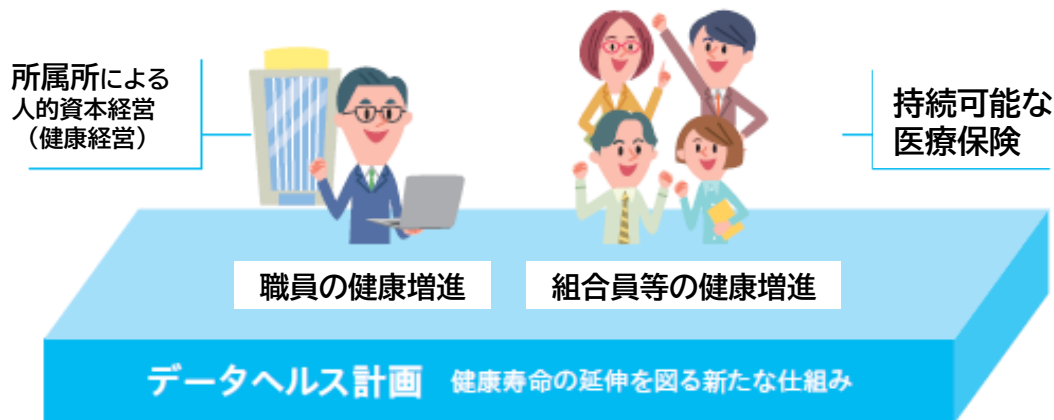 所属所による
人的資本経営
（健康経営）
持続可能な
医療保険
職員の健康増進
組合員等の健康増進
データヘルス計画 健康寿命の延伸を図る新たな仕組み